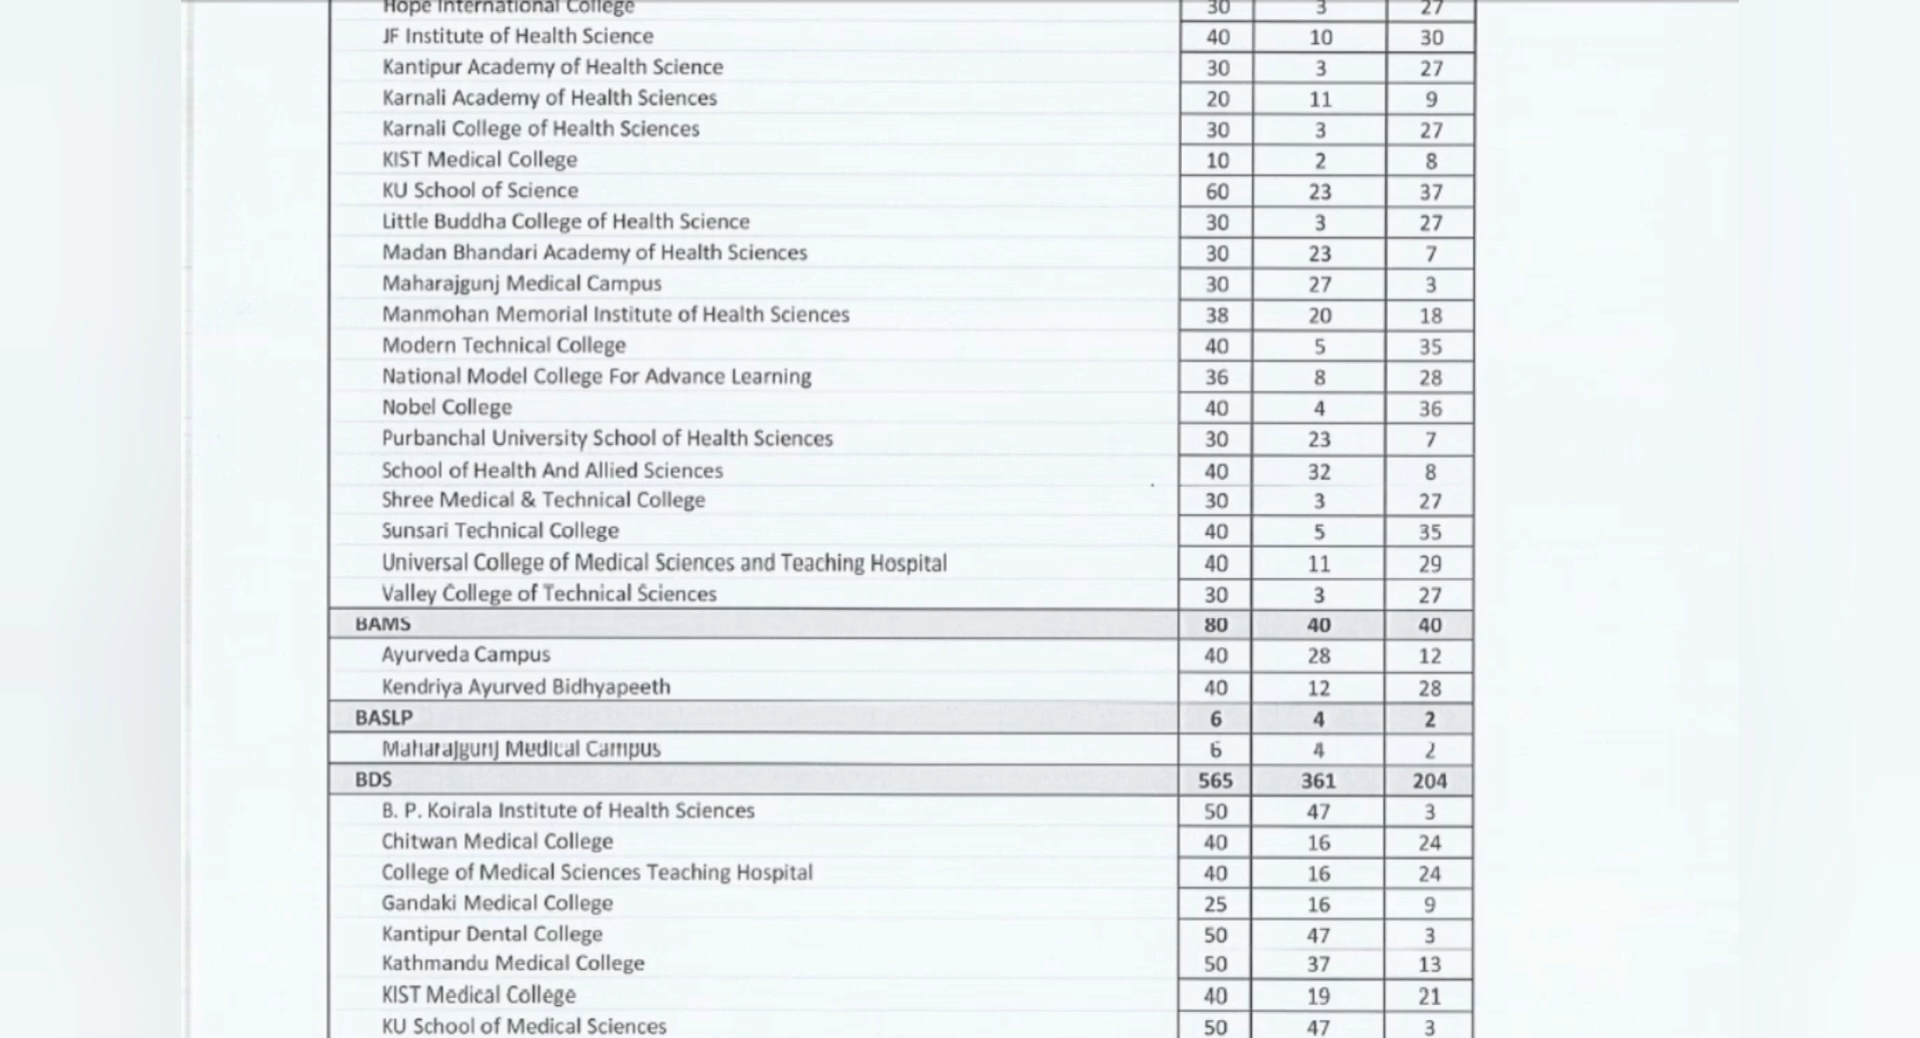 Hope International College 30 3 27
JF Institute of Health Science 40 10 30
Kantipur Academy of Health Science 30 3 27
Karnali Academy of Health Sciences 20 11 9
Karnali College of Health Sciences 30 3 27
KIST Medical College 10 2 8
KU School of Science 60 23 37
Little Buddha College of Health Science 30 3 27
Madan Bhandari Academy of Health Sciences 30 23 7
Maharajgunj Medical Campus 30 27 3
Manmohan Memorial Institute of Health Sciences 38 20 18
Modern Technical College 40 5 35
National Model College For Advance Learning 36 8 28
Nobel College 40 4 36
Purbanchal University School of Health Sciences 30 23 7
School of Health And Allied Sciences 40 32 8
Shree Medical & Technical College 30 3 27
Sunsari Technical College 40 5 35
Universal College of Medical Sciences and Teaching Hospital 40 11 29
Valley College of Technical Sciences 30 3 27
BAMS 80 40 40
Ayurveda Campus 40 28 12
Kendriya Ayurved Bidhyapeeth 40 12 28
BASLP 6 4 2
Maharajgunj Medical Campus 6 4 2
BDS 565 361 204
B. P. Koirala Institute of Health Sciences 50 47 3
Chitwan Medical College 40 16 24
College of Medical Sciences Teaching Hospital 40 16 24
Gandaki Medical College 25 16 9
Kantipur Dental College 50 47 3
Kathmandu Medical College 50 37 13
KIST Medical College 40 19 21
KU School of Medical Sciences 50 47 3